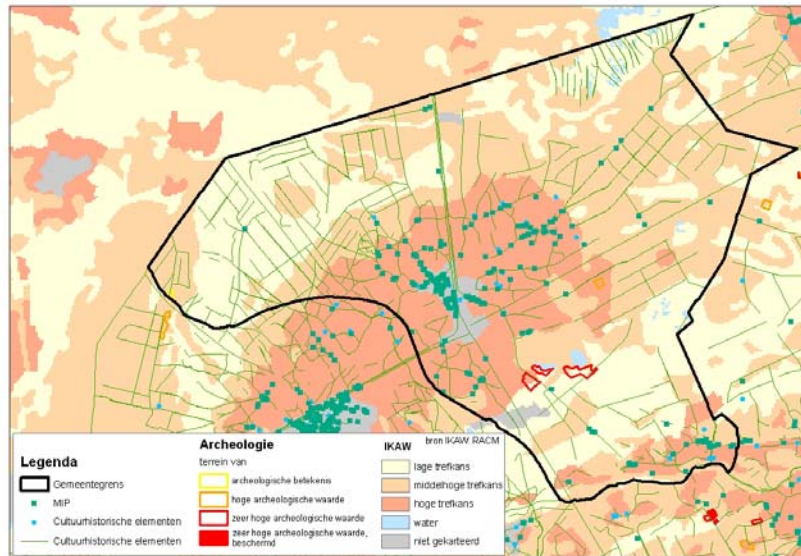 Legenda
Gemeentegrens
MIP
Cultuurhistorische elementen
Cultuurhistorische elementen
Archeologie
terrein van
archeologische betekenis
hoge archeologische waarde
zeer hoge archeologische waarde
zeer hoge archeologische waarde,
beschermd
IKAW bron IKAW RACM
lage trefkans
middelhoge trefkans
hoge trefkans
water
niet gekarteerd